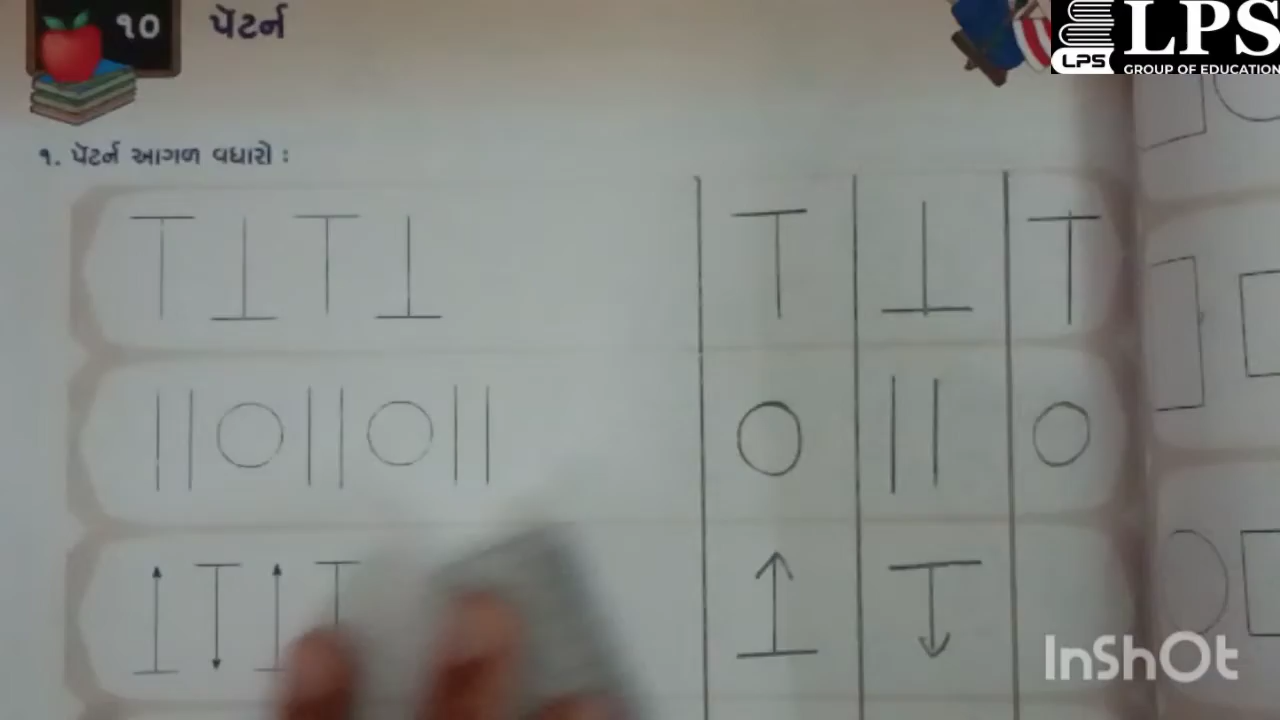 ૧૦ પૅટર્ન
LPS
LPS
GROUP OF EDUCATION
૧. પૅટર્ન આગળ વધારો :
InShOt